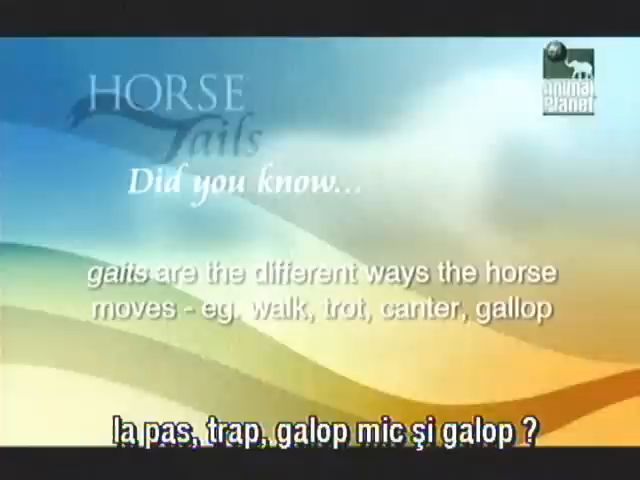 HORSE
Tails
ANIMAL
PLANET
Did you know...
gaits are the different ways the horse
moves - eg. walk, trot, canter, gallop
la pas, trap, galop mic şi galop ?